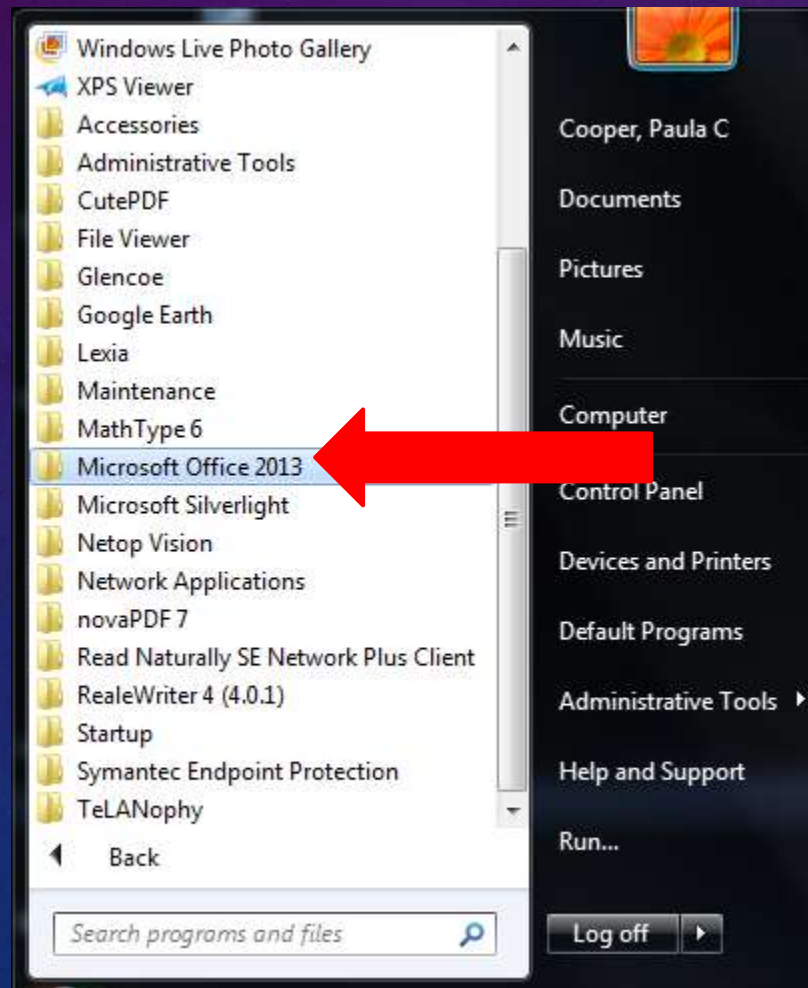 Windows Live Photo Gallery
XPS Viewer
Accessories
Administrative Tools
CutePDF
File Viewer
Glencoe
Google Earth
Lexia
Maintenance
MathType 6
Microsoft Office 2013
Microsoft Silverlight
Netop Vision
Network Applications
novaPDF 7
Read Naturally SE Network Plus Client
RealeWriter 4 (4.0.1)
Startup
Symantec Endpoint Protection
TeLANophy
Back
Search programs and files
Cooper, Paula C
Documents
Pictures
Music
Computer
Control Panel
Devices and Printers
Default Programs
Administrative Tools
Help and Support
Run...
Log off